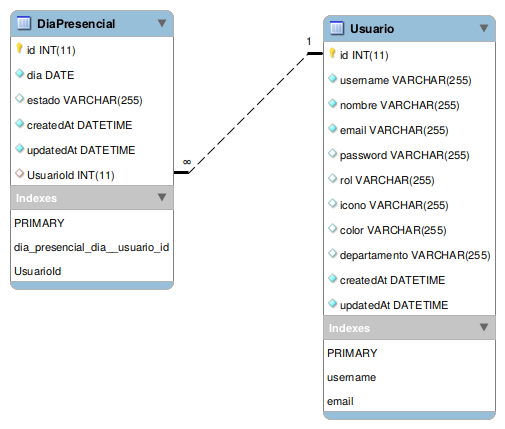 DiaPresencial
id INT(11)
dia DATE
estado VARCHAR(255)
createdAt DATETIME
updatedAt DATETIME
UsuarioId INT(11)
Indexes
PRIMARY
dia_presencial_dia__usuario_id
UsuarioId
∞
1
Usuario
id INT(11)
username VARCHAR(255)
nombre VARCHAR(255)
email VARCHAR(255)
password VARCHAR(255)
rol VARCHAR(255)
icono VARCHAR(255)
color VARCHAR(255)
departamento VARCHAR(255)
createdAt DATETIME
updatedAt DATETIME
Indexes
PRIMARY
username
email